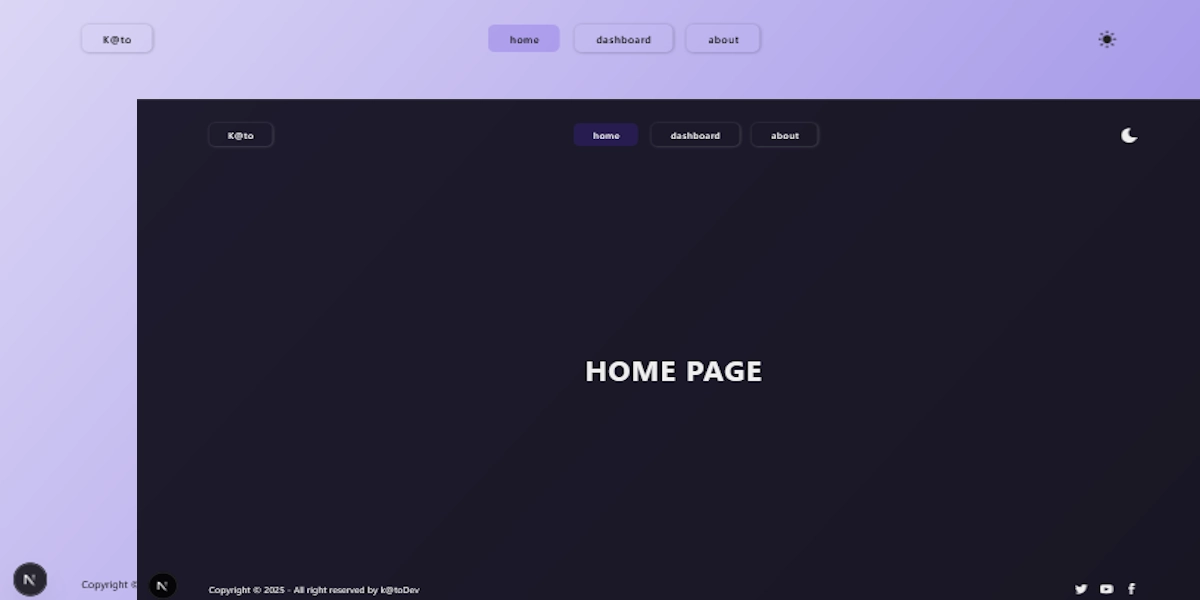 K@to home dashboard about
K@to home dashboard about
HOME PAGE
Copyright ©
N N
Copyright © 2025 - All right reserved by k@toDev